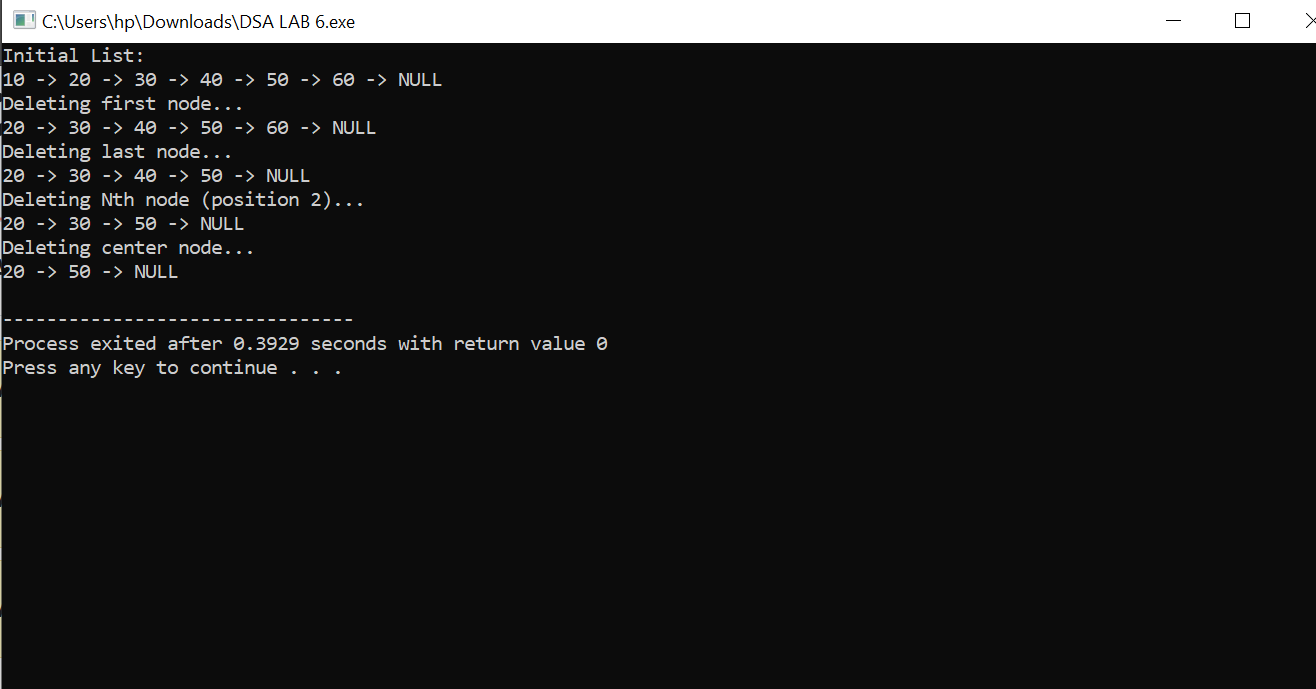 C:\Users\hp\Downloads\DSA LAB 6.exe
Initial List:
10 -> 20 -> 30 -> 40 -> 50 -> 60 -> NULL
Deleting first node...
20 -> 30 -> 40 -> 50 -> 60 -> NULL
Deleting last node...
20 -> 30 -> 40 -> 50 -> NULL
Deleting Nth node (position 2)...
20 -> 30 -> 50 -> NULL
Deleting center node...
20 -> 50 -> NULL
--------------------------------
Process exited after 0.3929 seconds with return value 0
Press any key to continue . . .